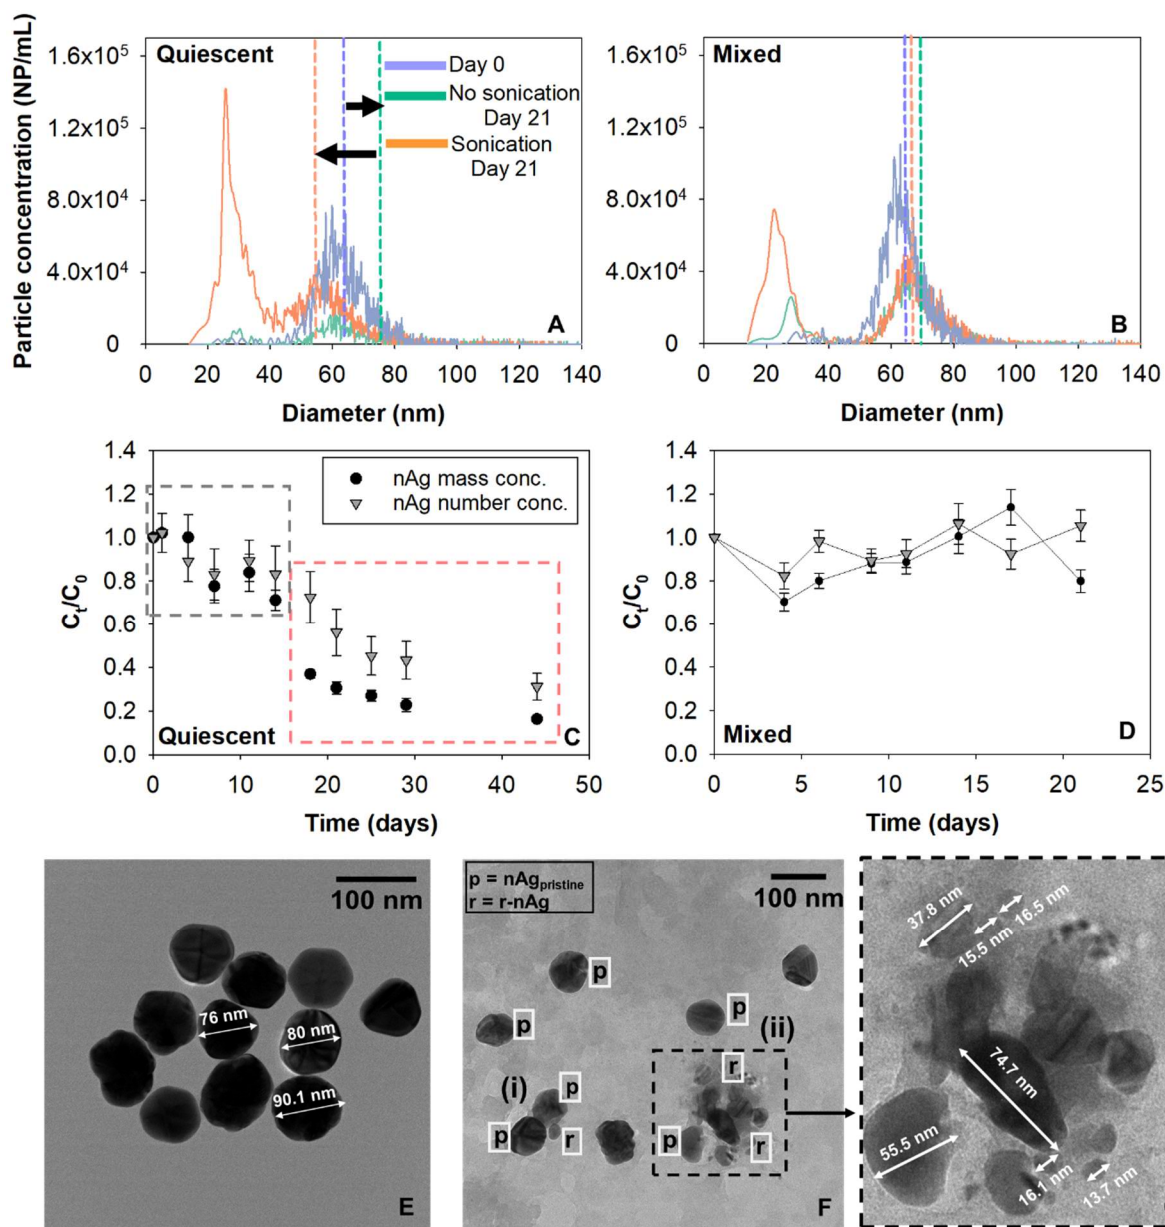 Particle concentration (NP/mL)
1.6x10⁵
1.2x10⁵
8.0x10⁴
4.0x10⁴
0
Quiescent
Day 0
No sonication
Day 21
Sonication
Day 21
A
0 20 40 60 80 100 120 140
Diameter (nm)
1.6x10⁵
1.2x10⁵
8.0x10⁴
4.0x10⁴
0
Mixed
B
0 20 40 60 80 100 120 140
Diameter (nm)
Cₜ/C₀
1.4
1.2
1.0
0.8
0.6
0.4
0.2
0.0
nAg mass conc.
nAg number conc.
Quiescent
C
0 10 20 30 40 50
Time (days)
Cₜ/C₀
1.4
1.2
1.0
0.8
0.6
0.4
0.2
0.0
Mixed
D
0 5 10 15 20 25
Time (days)
100 nm
76 nm
80 nm
90.1 nm
E
p = nAgpristine
r = r-nAg
100 nm
p
p
p
(ii)
r
(i)
p
p
r
p
r
F
37.8 nm
16.5 nm
15.5 nm
74.7 nm
55.5 nm
16.1 nm
13.7 nm